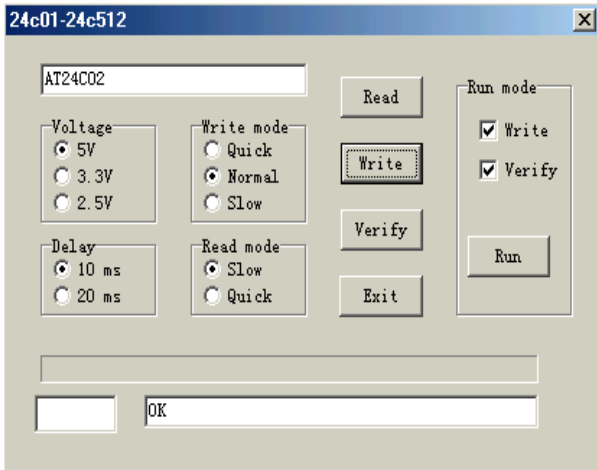 24c01-24c512
AT24C02
Voltage
5V
3.3V
2.5V
Write mode
Quick
Normal
Slow
Delay
10 ms
20 ms
Read mode
Slow
Quick
Read
Write
Verify
Exit
Run mode
Write
Verify
Run
OK